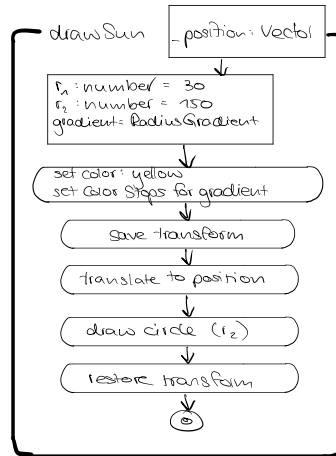 drawSun
_position: Vector
r₁ : number = 30
r₂ : number = 150
gradient = RadiusGradient
set color: yellow
set Color Stops for gradient
save transform
translate to position
draw circle (r₂)
restore transform